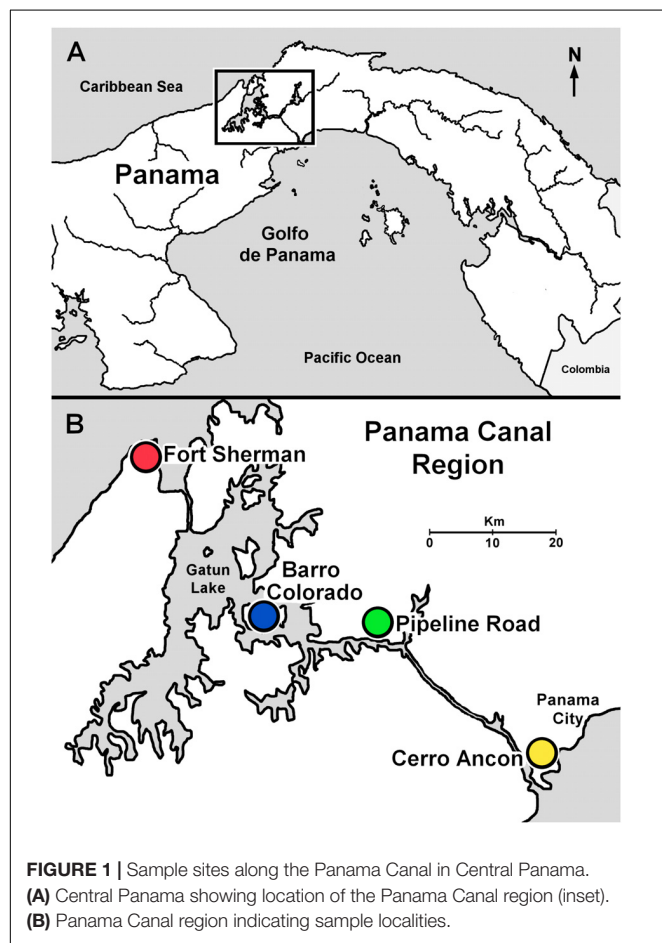 A
N
Caribbean Sea
Panama
Golfo
de Panama
Pacific Ocean
Colombia
B
Panama Canal
Region
Fort Sherman
Km
0 10 20
Gatun
Lake
Barro
Colorado
Pipeline Road
Panama
City
Cerro Ancon
FIGURE 1 | Sample sites along the Panama Canal in Central Panama.
(A) Central Panama showing location of the Panama Canal region (inset).
(B) Panama Canal region indicating sample localities.